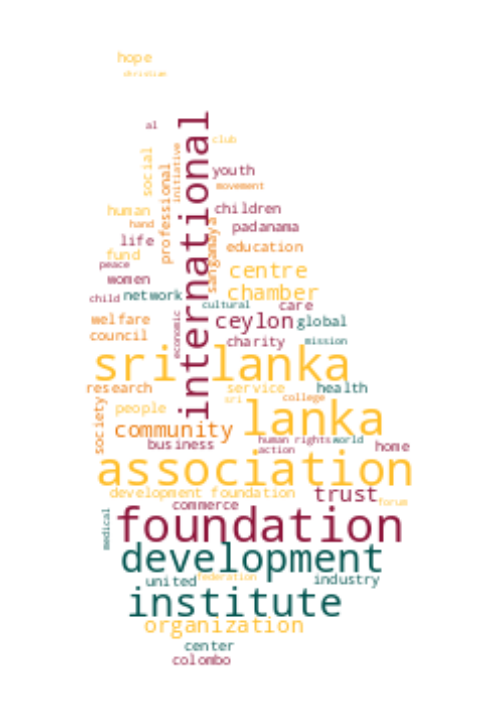 hope
christian
al
club
social
initiative
professional
international
youth
movement
human
children
hand
padanama
sangamaya
life
education
fund
peace
centre
women
chamber
child
network
cultural
care
welfare
ceylon
global
council
economic
charity
mission
sri lanka
research
service
health
sri
college
society
people
lanka
community
business
human rights
world
action
home
association
development foundation
trust
forum
commerce
medical
foundation
development
united
federation
industry
institute
organization
center
colombo